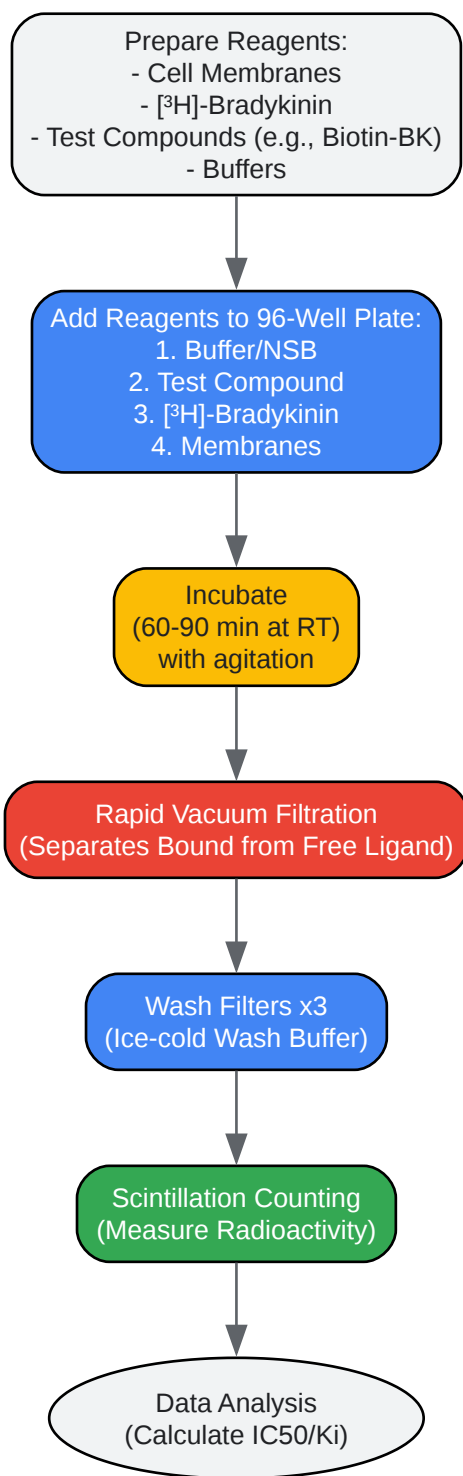 Prepare Reagents:
- Cell Membranes
- [³H]-Bradykinin
- Test Compounds (e.g., Biotin-BK)
- Buffers
Add Reagents to 96-Well Plate:
1. Buffer/NSB
2. Test Compound
3. [³H]-Bradykinin
4. Membranes
Incubate
(60-90 min at RT)
with agitation
Rapid Vacuum Filtration
(Separates Bound from Free Ligand)
Wash Filters x3
(Ice-cold Wash Buffer)
Scintillation Counting
(Measure Radioactivity)
Data Analysis
(Calculate IC50/Ki)